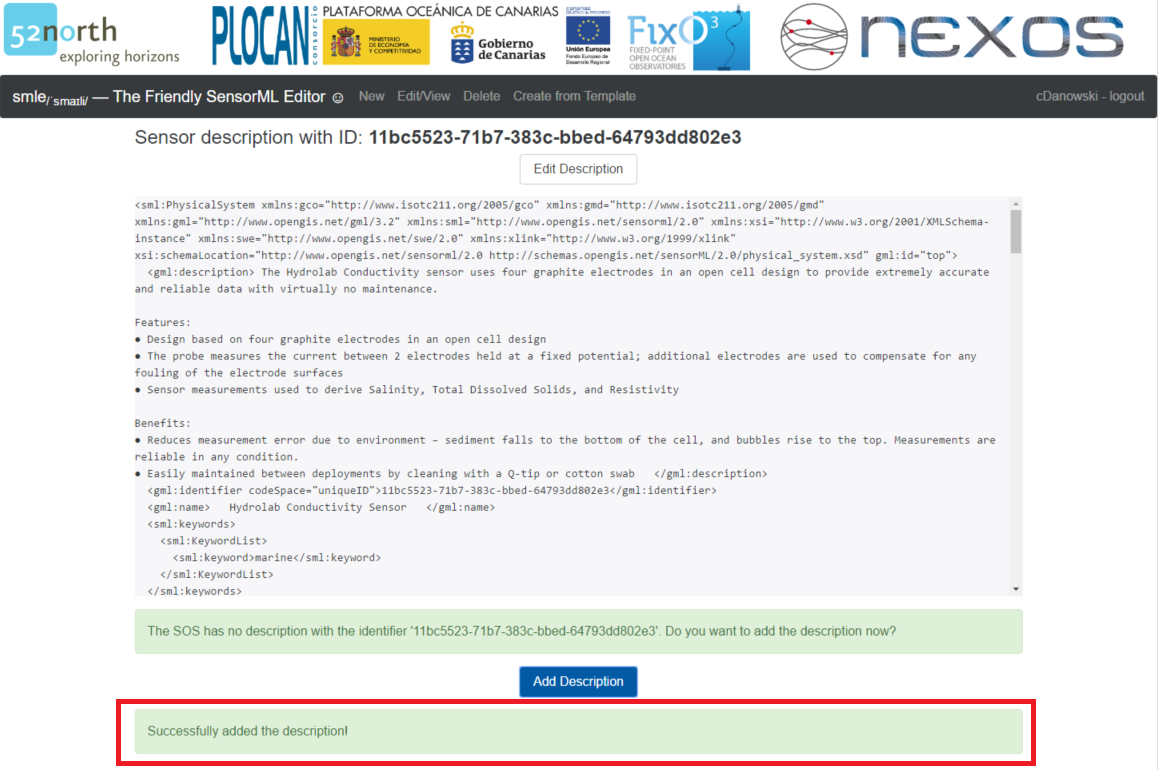 52north
exploring horizons
PLOCAN
consorcio
PLATAFORMA OCEÁNICA DE CANARIAS
MINISTERIO
DE ECONOMÍA
Y COMPETITIVIDAD
Gobierno
de Canarias
canarias
objetivo de progreso
Unión Europea
Fondo Europeo de
Desarrollo Regional
FixO3
FIXED-POINT
OPEN OCEAN
OBSERVATORIES
nexos
smle/ˈsmaɪli/ — The Friendly SensorML Editor ☺ New Edit/View Delete Create from Template cDanowski - logout
Sensor description with ID: 11bc5523-71b7-383c-bbed-64793dd802e3
Edit Description
<sml:PhysicalSystem xmlns:gco="http://www.isotc211.org/2005/gco" xmlns:gmd="http://www.isotc211.org/2005/gmd"
xmlns:gml="http://www.opengis.net/gml/3.2" xmlns:sml="http://www.opengis.net/sensorml/2.0" xmlns:xsi="http://www.w3.org/2001/XMLSchema-
instance" xmlns:swe="http://www.opengis.net/swe/2.0" xmlns:xlink="http://www.w3.org/1999/xlink"
xsi:schemaLocation="http://www.opengis.net/sensorml/2.0 http://schemas.opengis.net/sensorML/2.0/physical_system.xsd" gml:id="top">
<gml:description> The Hydrolab Conductivity sensor uses four graphite electrodes in an open cell design to provide extremely accurate
and reliable data with virtually no maintenance.
Features:
● Design based on four graphite electrodes in an open cell design
● The probe measures the current between 2 electrodes held at a fixed potential; additional electrodes are used to compensate for any
fouling of the electrode surfaces
● Sensor measurements used to derive Salinity, Total Dissolved Solids, and Resistivity
Benefits:
● Reduces measurement error due to environment – sediment falls to the bottom of the cell, and bubbles rise to the top. Measurements are
reliable in any condition.
● Easily maintained between deployments by cleaning with a Q-tip or cotton swab </gml:description>
<gml:identifier codeSpace="uniqueID">11bc5523-71b7-383c-bbed-64793dd802e3</gml:identifier>
<gml:name> Hydrolab Conductivity Sensor </gml:name>
<sml:keywords>
<sml:KeywordList>
<sml:keyword>marine</sml:keyword>
</sml:KeywordList>
</sml:keywords>
The SOS has no description with the identifier '11bc5523-71b7-383c-bbed-64793dd802e3'. Do you want to add the description now?
Add Description
Successfully added the description!